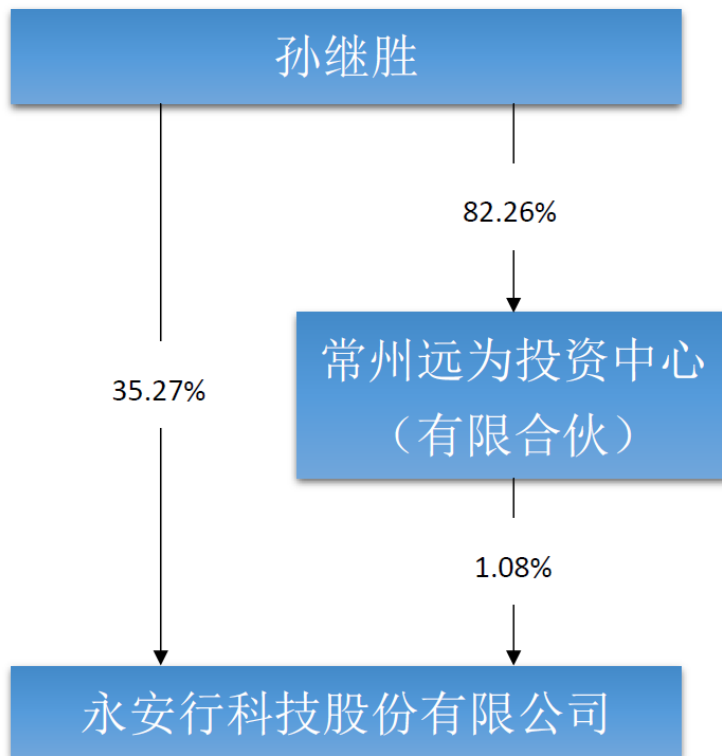 孙继胜
82.26%
常州远为投资中心
（有限合伙）
35.27%
1.08%
永安行科技股份有限公司